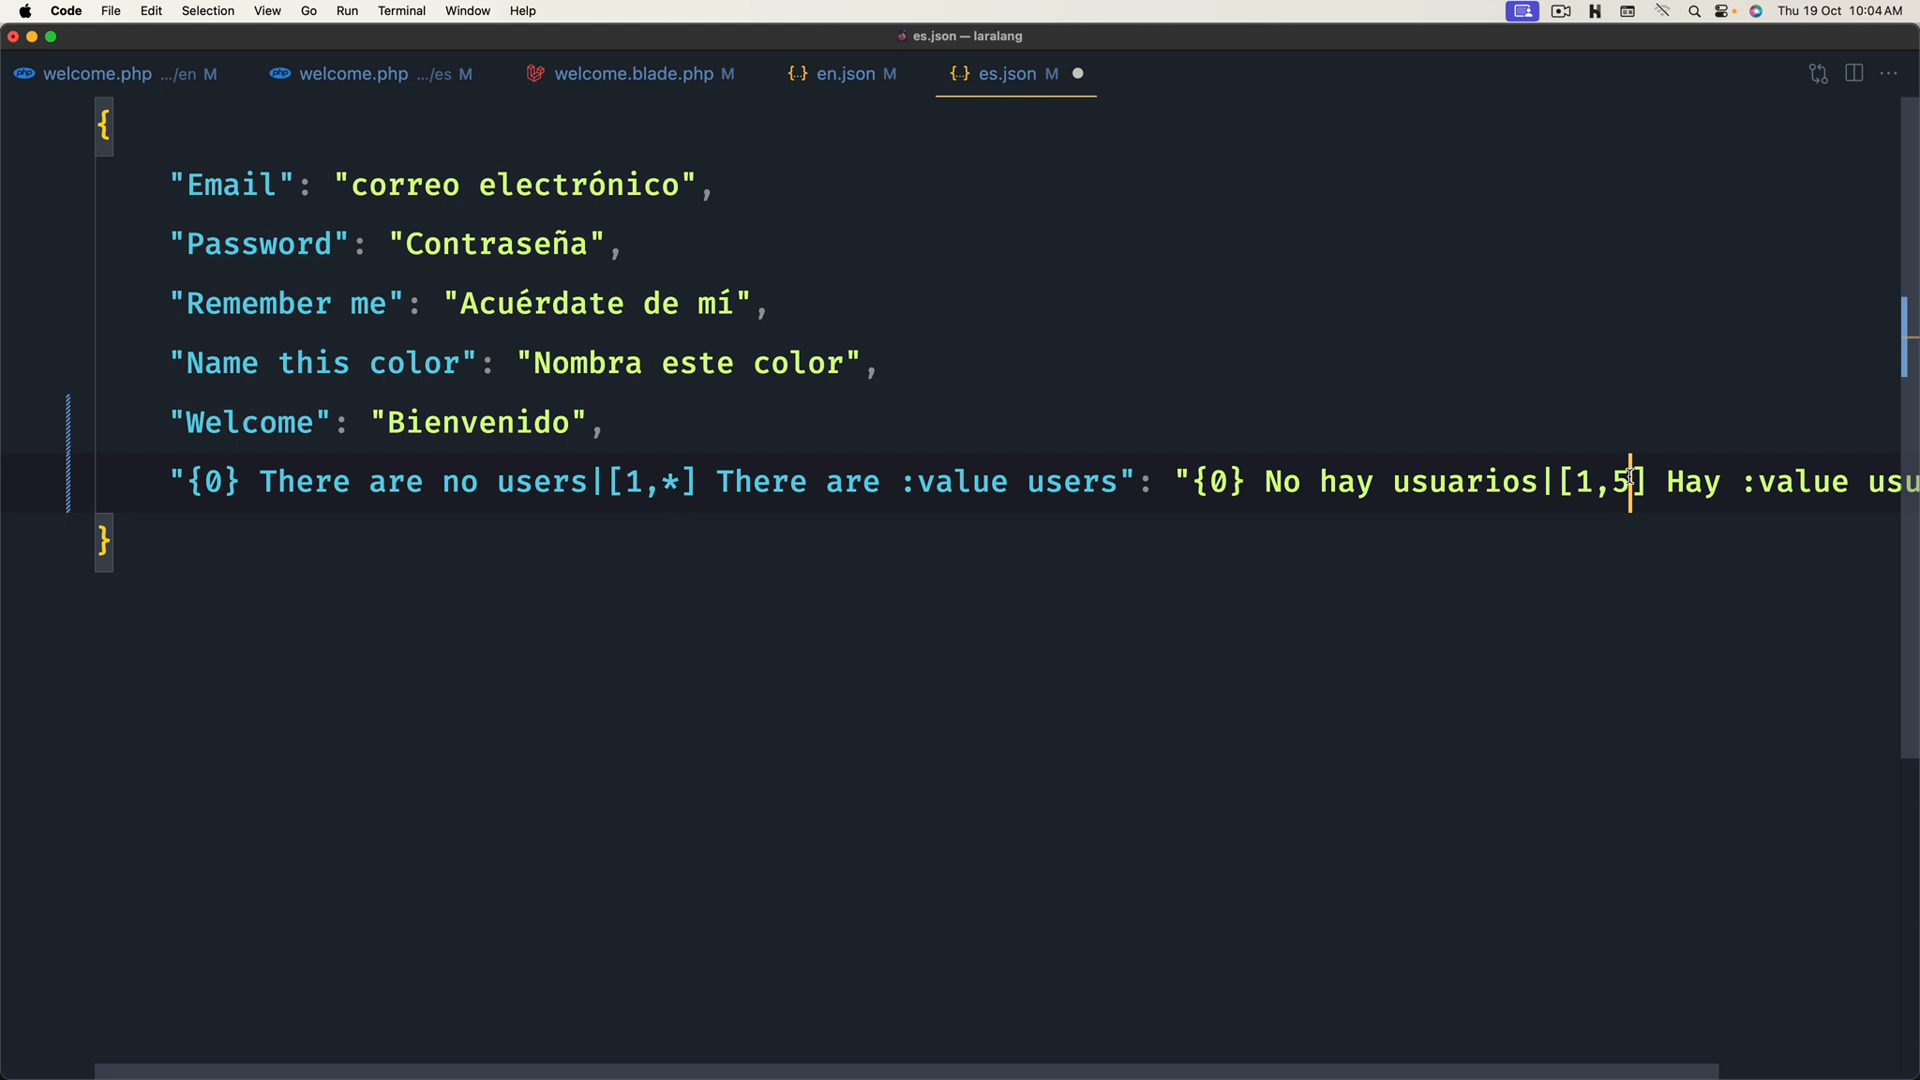 Code File Edit Selection View Go Run Terminal Window Help Thu 19 Oct 10:04 AM
es.json — laralang
welcome.php .../en M welcome.php .../es M welcome.blade.php M {..} en.json M {..} es.json M
{
"Email": "correo electrónico",
"Password": "Contraseña",
"Remember me": "Acuérdate de mí",
"Name this color": "Nombra este color",
"Welcome": "Bienvenido",
"{0} There are no users|[1,*] There are :value users": "{0} No hay usuarios|[1,5] Hay :value usu
}